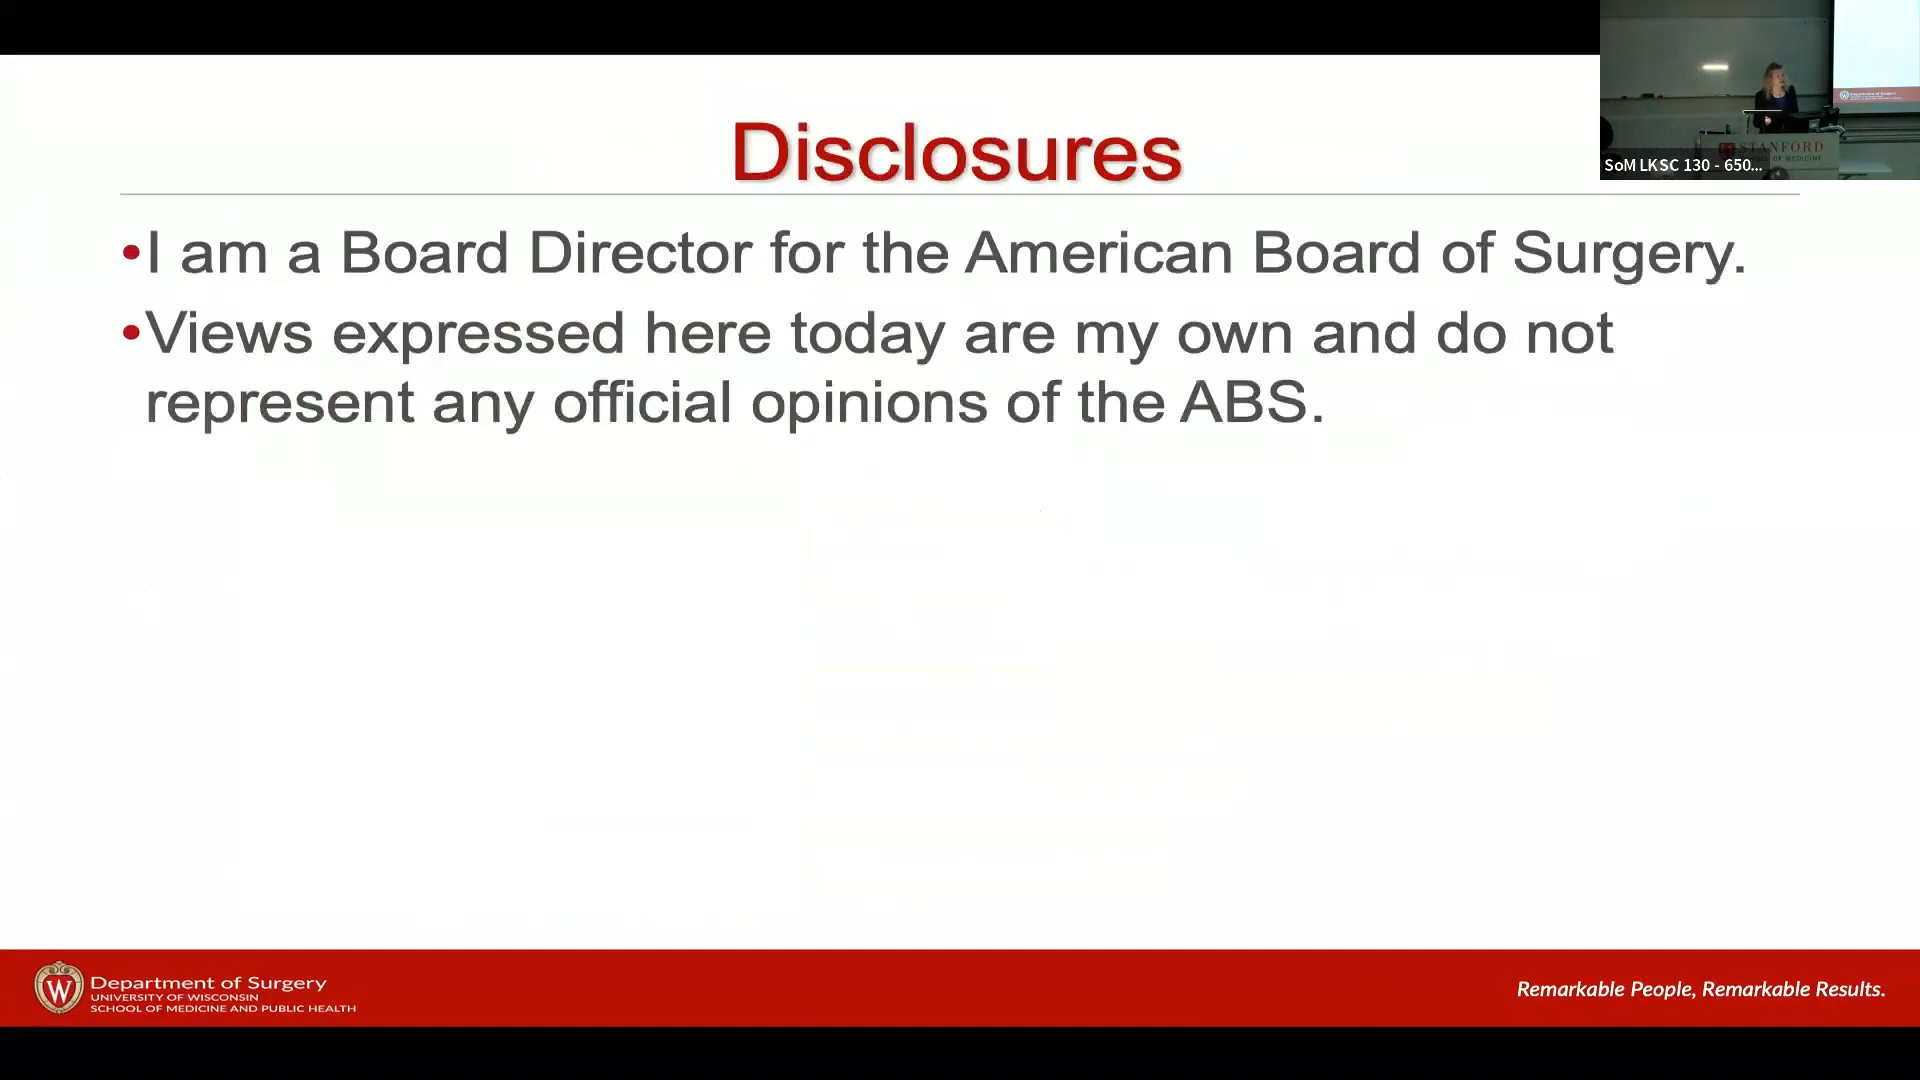 Disclosures
•I am a Board Director for the American Board of Surgery.
•Views expressed here today are my own and do not
represent any official opinions of the ABS.
SoM LKSC 130 - 650...
STANFORD
SCHOOL OF MEDICINE
W
Department of Surgery
UNIVERSITY OF WISCONSIN
SCHOOL OF MEDICINE AND PUBLIC HEALTH
Remarkable People, Remarkable Results.